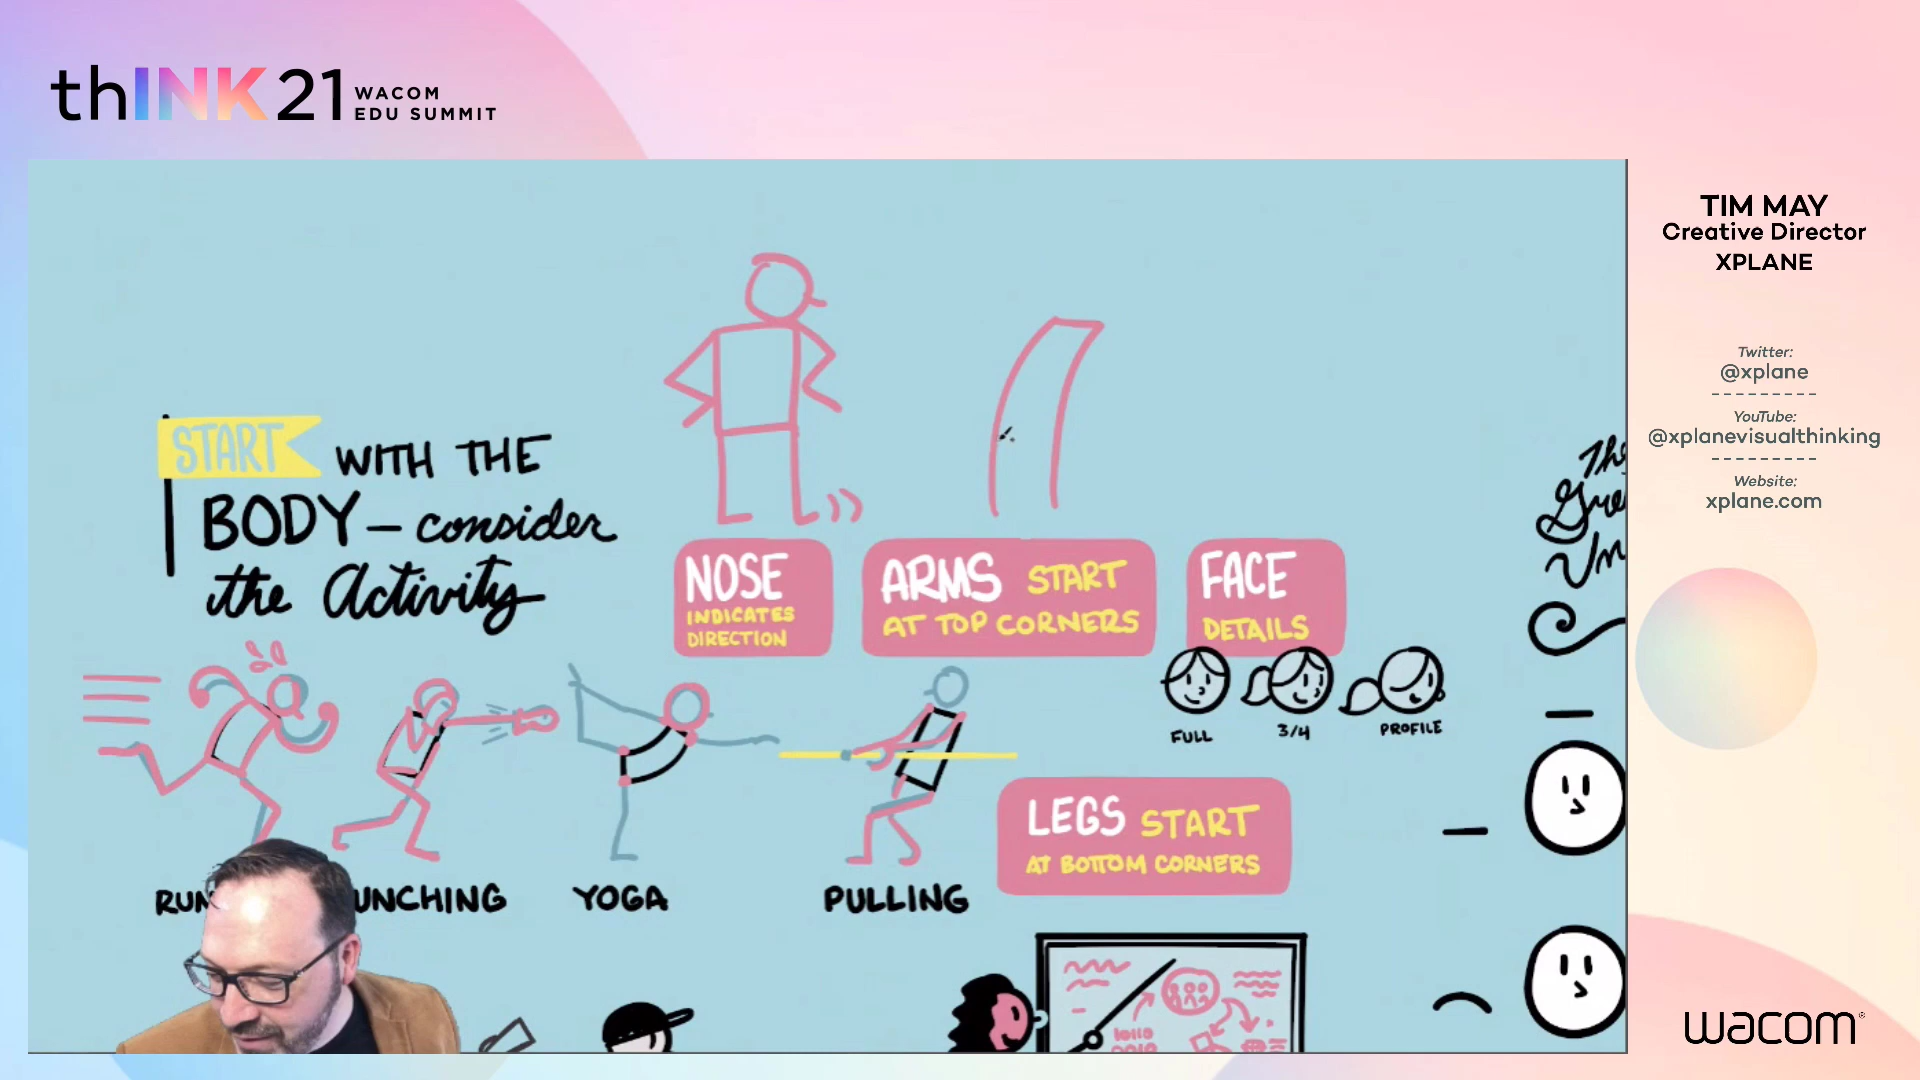 thINK21 WACOM
EDU SUMMIT
TIM MAY
Creative Director
XPLANE
Twitter:
@xplane
YouTube:
@xplanevisualthinking
Website:
xplane.com
START WITH THE
BODY – consider
the Activity
NOSE
INDICATES
DIRECTION
ARMS START
AT TOP CORNERS
FACE
DETAILS
FULL
3/4
PROFILE
LEGS START
AT BOTTOM CORNERS
RUN
UNCHING
YOGA
PULLING
wacom